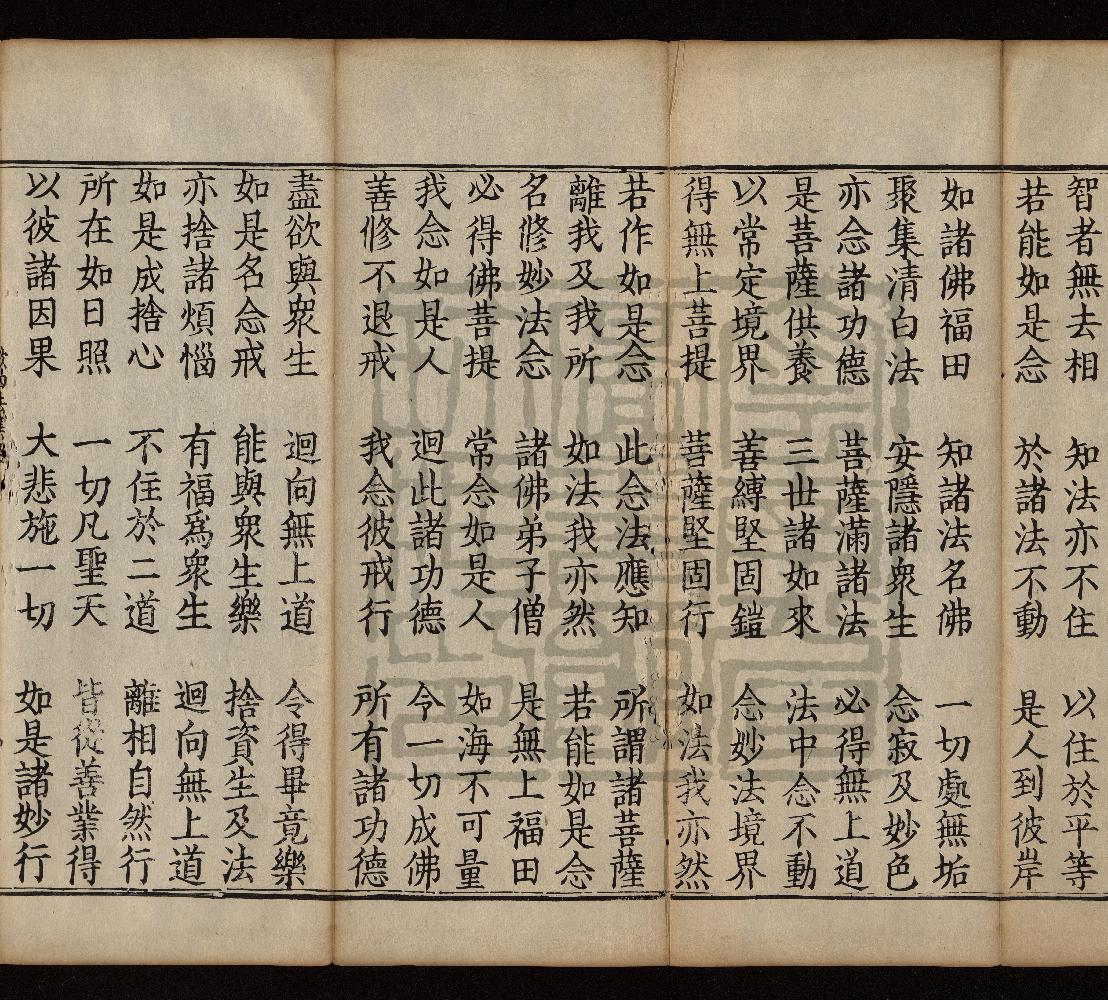 智者無去相　知法亦不住　以住於平等
若能如是念　於諸法不動　是人到彼岸
如諸佛福田　知諸法名佛　一切處無垢
聚集清白法　安隱諸衆生　念寂及妙色
亦念諸功德　菩薩滿諸法　必得無上道
是菩薩供養　三世諸如來　法中念不動
以常定境界　善縛堅固鎧　念妙法境界
得無上菩提　菩薩堅固行　如法我亦然
若作如是念　此念法應知　所謂諸菩薩
離我及我所　如法我亦然　若能如是念
名修妙法念　諸佛弟子僧　是無上福田
必得佛菩提　常念如是人　如海不可量
我念如是人　迴此諸功德　令一切成佛
善修不退戒　我念彼戒行　所有諸功德
盡欲與衆生　迴向無上道　令得畢竟樂
如是名念戒　能與衆生樂　捨資生及法
亦捨諸煩惱　有福爲衆生　迴向無上道
如是成捨心　不住於二道　離相自然行
所在如日照　一切凡聖天　皆從善業得
以彼諸因果　大悲施一切　如是諸妙行